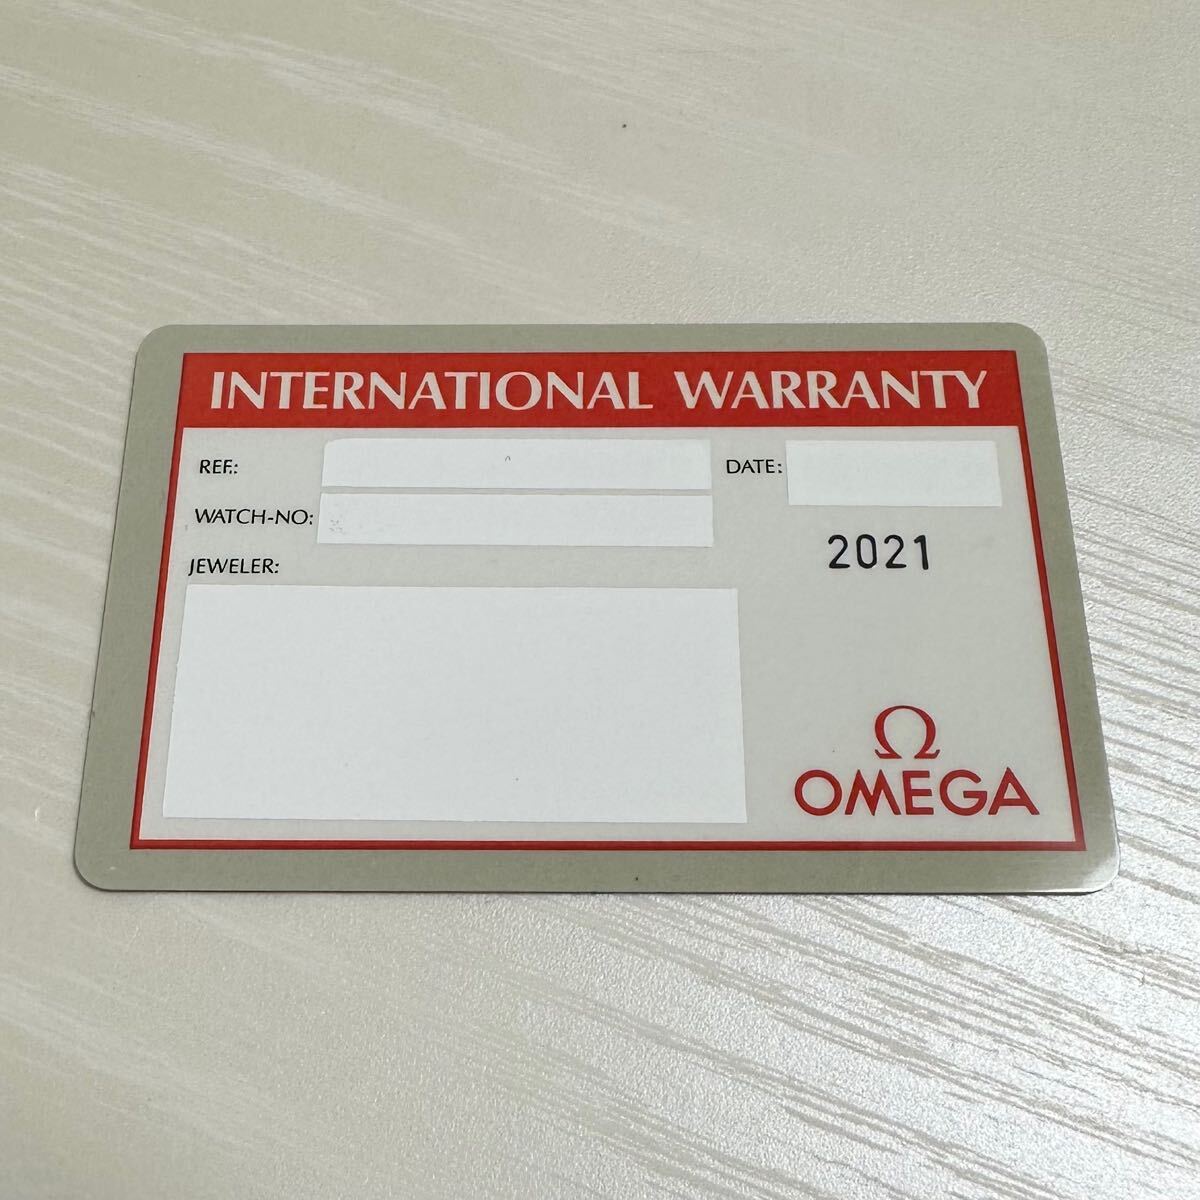 INTERNATIONAL WARRANTY
REF.:
DATE:
WATCH-NO:
JEWELER:
2021
Ω
OMEGA